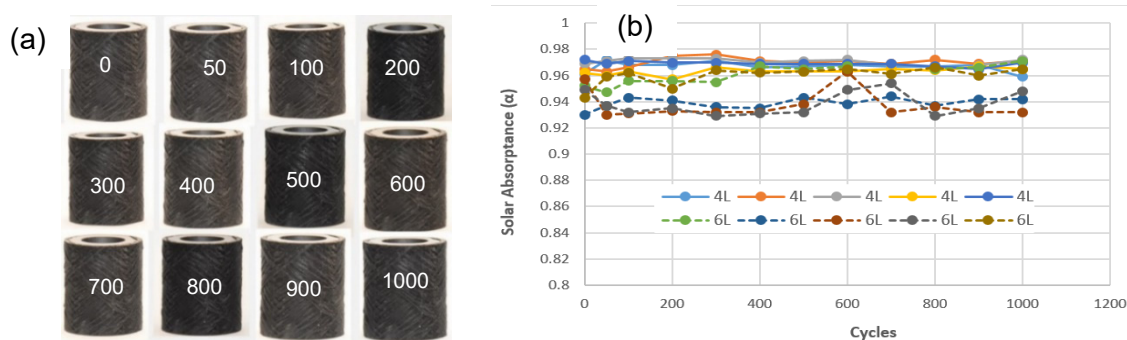 (a)
0 50 100 200
300 400 500 600
700 800 900 1000
(b)
Solar Absorptance (α)
1
0.98
0.96
0.94
0.92
0.9
0.88
0.86
0.84
0.82
0.8
4L 4L 4L 4L 4L
6L 6L 6L 6L 6L
0 200 400 600 800 1000 1200
Cycles